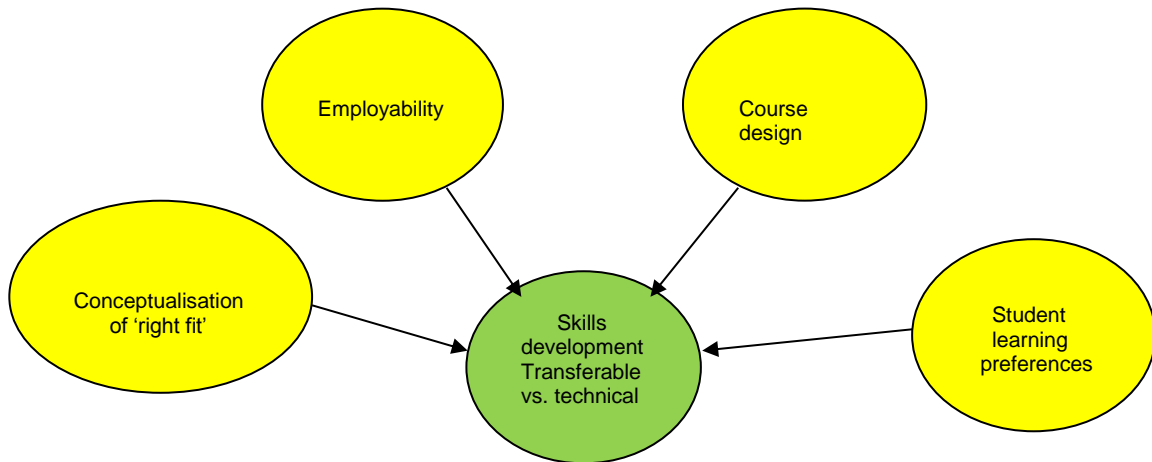 Employability
Course
design
Conceptualisation
of ‘right fit’
Skills
development
Transferable
vs. technical
Student
learning
preferences